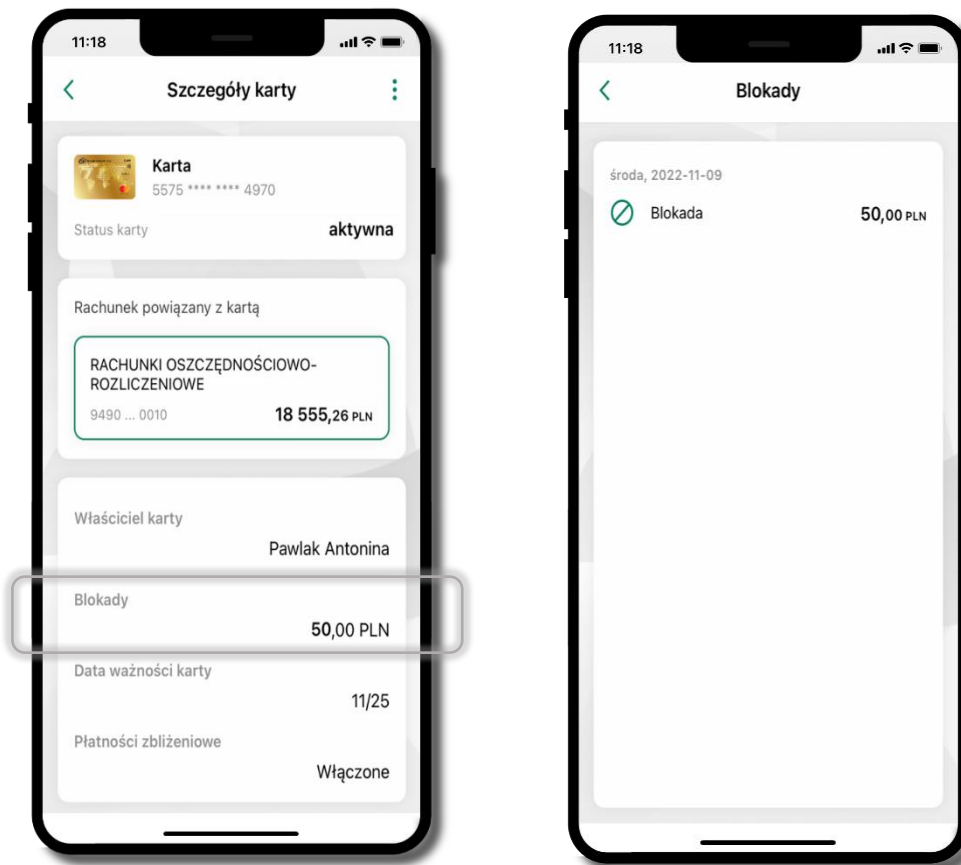 11:18
Szczegóły karty
Karta
5575 **** **** 4970
Status karty aktywna
Rachunek powiązany z kartą
RACHUNKI OSZCZĘDNOŚCIOWO-
ROZLICZENIOWE
9490 ... 0010 18 555,26 PLN
Właściciel karty
Pawlak Antonina
Blokady
50,00 PLN
Data ważności karty
11/25
Płatności zbliżeniowe
Włączone
11:18
Blokady
środa, 2022-11-09
Blokada 50,00 PLN